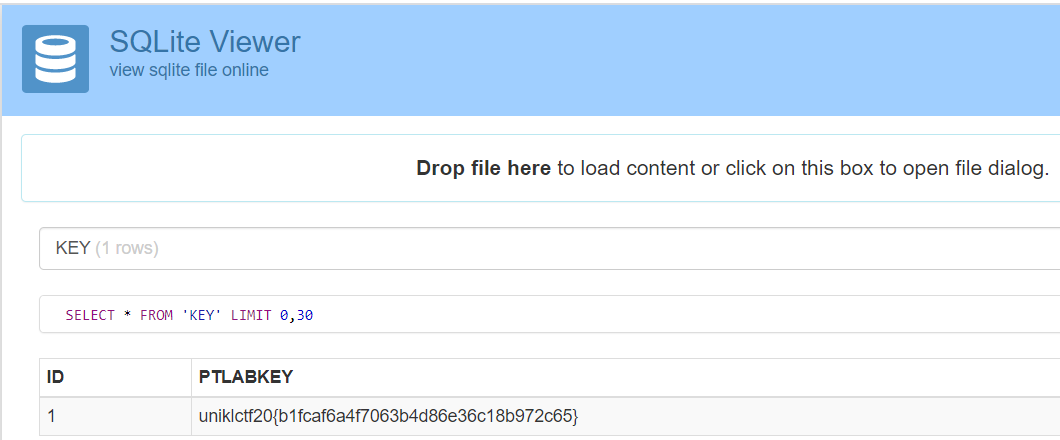 SQLite Viewer
view sqlite file online
Drop file here to load content or click on this box to open file dialog.
KEY (1 rows)
SELECT * FROM 'KEY' LIMIT 0,30
ID PTLABKEY
1 uniklctf20{b1fcaf6a4f7063b4d86e36c18b972c65}